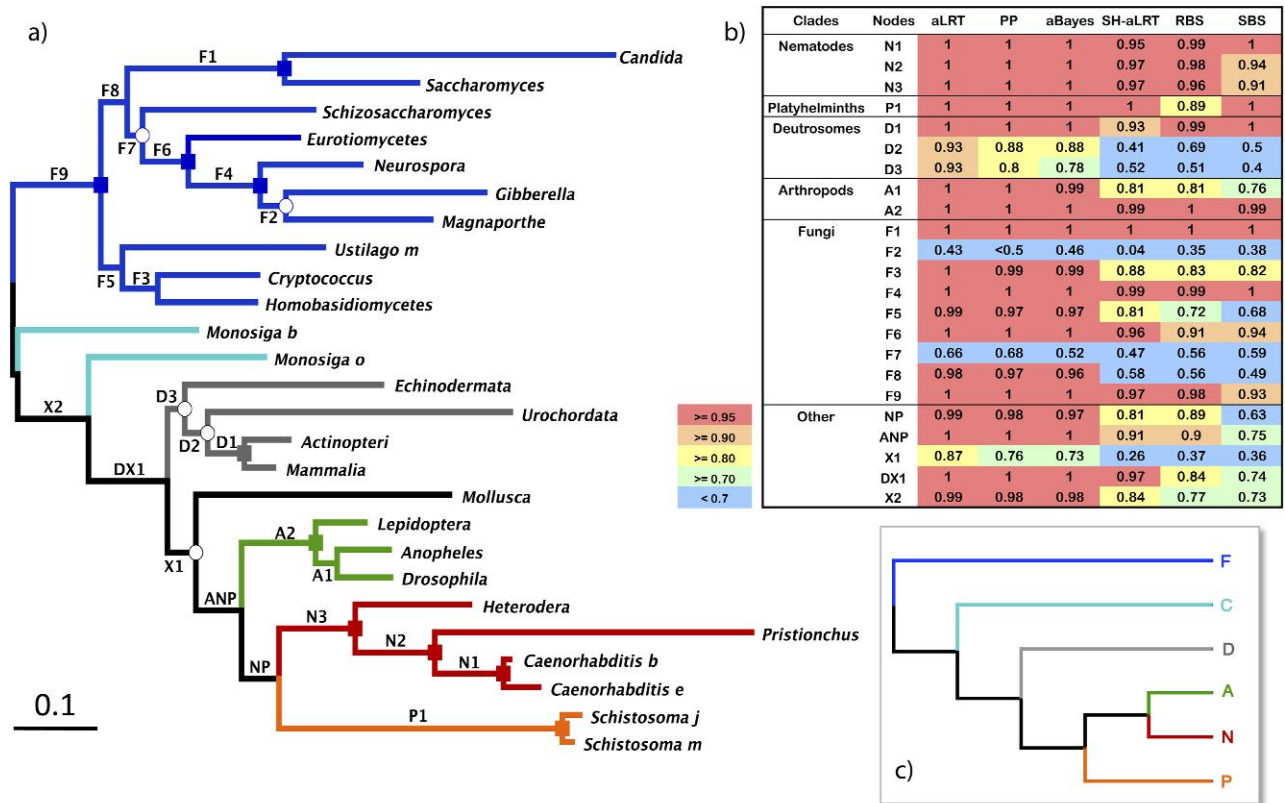 a)
F1
Candida
F8
Saccharomyces
Schizosaccharomyces
F7
F6
Eurotiomycetes
F9
F4
Neurospora
Gibberella
F2
Magnaporthe
Ustilago m
F5
F3
Cryptococcus
Homobasidiomycetes
Monosiga b
Monosiga o
X2
D3
Echinodermata
Urochordata
D2
D1
Actinopteri
Mammalia
DX1
Mollusca
X1
A2
Lepidoptera
Anopheles
A1
Drosophila
ANP
N3
Heterodera
NP
N2
Pristionchus
N1
Caenorhabditis b
Caenorhabditis e
P1
Schistosoma j
Schistosoma m
0.1
b)
Clades Nodes aLRT PP aBayes SH-aLRT RBS SBS
Nematodes N1 1 1 1 0.95 0.99 1
N2 1 1 1 0.97 0.98 0.94
N3 1 1 1 0.97 0.96 0.91
Platyhelminths P1 1 1 1 1 0.89 1
Deutrosomes D1 1 1 1 0.93 0.99 1
D2 0.93 0.88 0.88 0.41 0.69 0.5
D3 0.93 0.8 0.78 0.52 0.51 0.4
Arthropods A1 1 1 0.99 0.81 0.81 0.76
A2 1 1 1 0.99 1 0.99
Fungi F1 1 1 1 1 1 1
F2 0.43 <0.5 0.46 0.04 0.35 0.38
F3 1 0.99 0.99 0.88 0.83 0.82
F4 1 1 1 0.99 0.99 1
F5 0.99 0.97 0.97 0.81 0.72 0.68
F6 1 1 1 0.96 0.91 0.94
F7 0.66 0.68 0.52 0.47 0.56 0.59
F8 0.98 0.97 0.96 0.58 0.56 0.49
F9 1 1 1 0.97 0.98 0.93
Other NP 0.99 0.98 0.97 0.81 0.89 0.63
ANP 1 1 1 0.91 0.9 0.75
X1 0.87 0.76 0.73 0.26 0.37 0.36
DX1 1 1 1 0.97 0.84 0.74
X2 0.99 0.98 0.98 0.84 0.77 0.73
>= 0.95
>= 0.90
>= 0.80
>= 0.70
< 0.7
F
C
D
A
N
P
c)